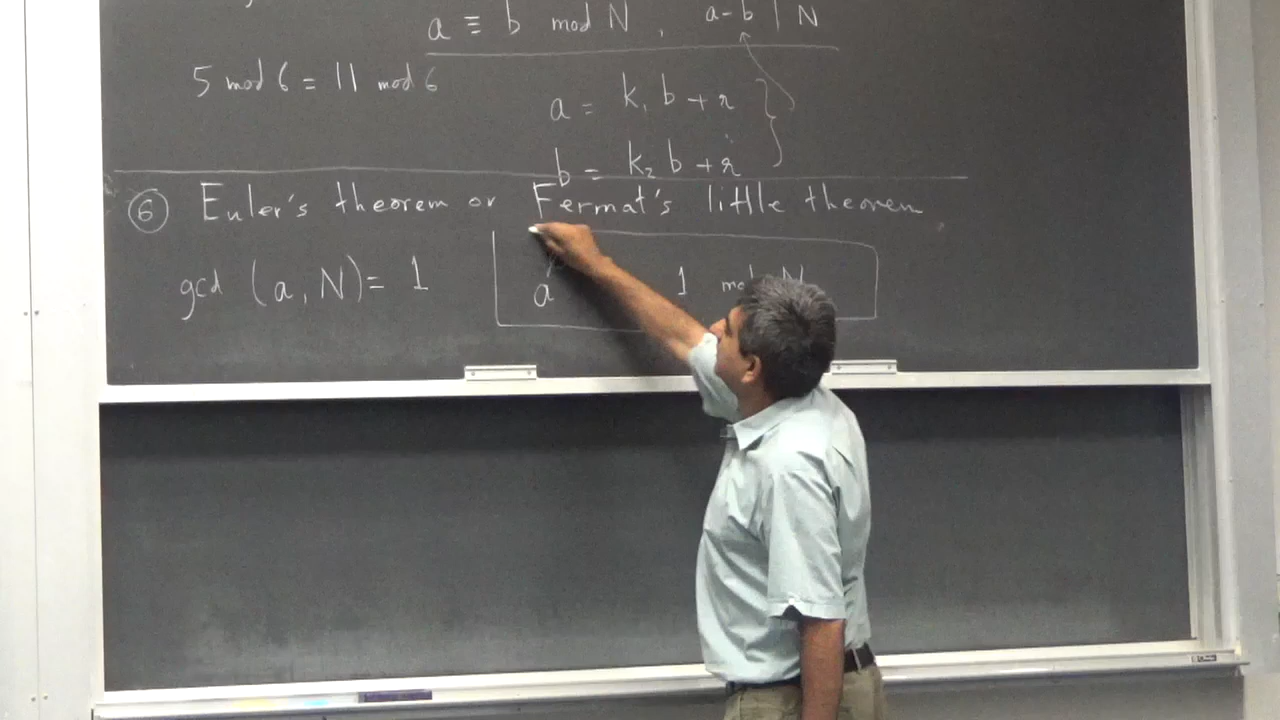 a ≡ b mod N , a-b | N
5 mod 6 = 11 mod 6
a = k₁ b + r
b = k₂ b + r
⑥ Euler's theorem or Fermat's little theorem
gcd (a, N) = 1 a 1 mod N